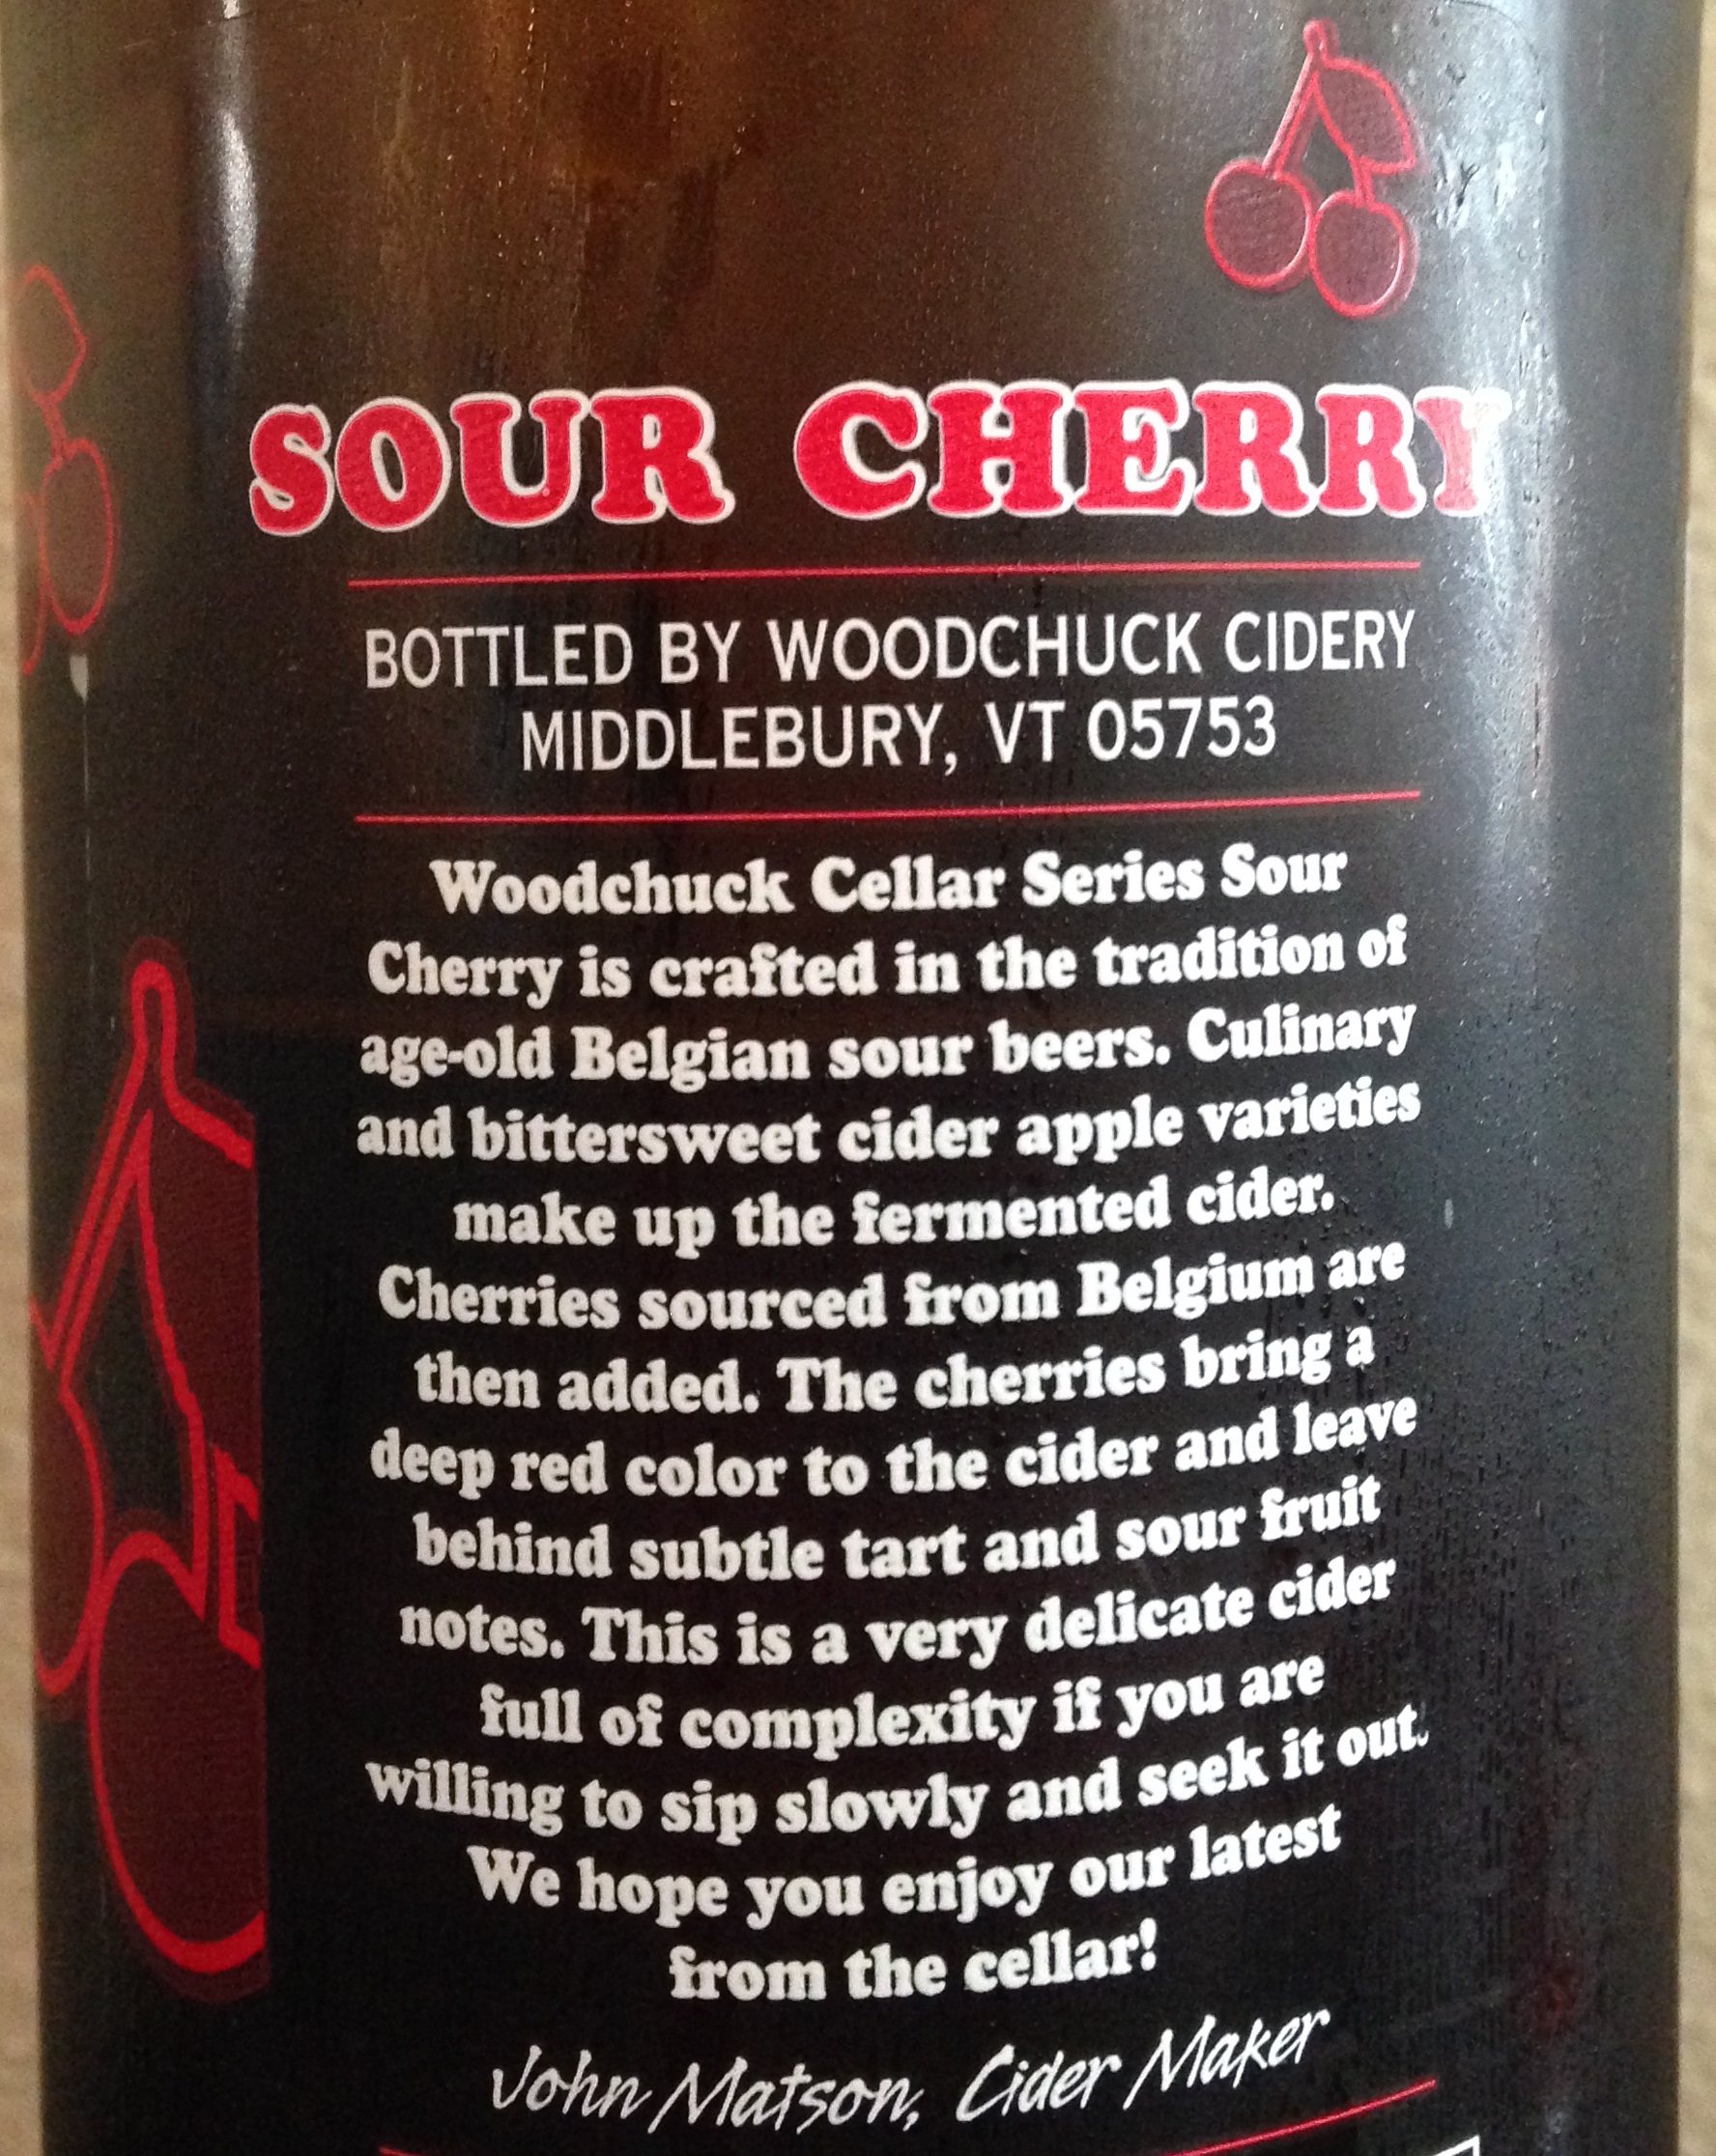 SOUR CHERRY
BOTTLED BY WOODCHUCK CIDERY
MIDDLEBURY, VT 05753
Woodchuck Cellar Series Sour
Cherry is crafted in the tradition of
age-old Belgian sour beers. Culinary
and bittersweet cider apple varieties
make up the fermented cider.
Cherries sourced from Belgium are
then added. The cherries bring a
deep red color to the cider and leave
behind subtle tart and sour fruit
notes. This is a very delicate cider
full of complexity if you are
willing to sip slowly and seek it out.
We hope you enjoy our latest
from the cellar!
John Matson, Cider Maker